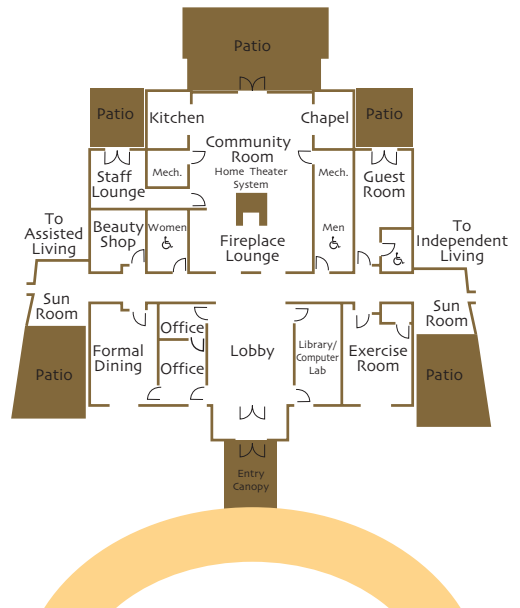 Patio
Patio
Kitchen
Chapel
Patio
Community
Room
Home Theater
System
Mech.
Mech.
Staff
Lounge
Guest
Room
To
Assisted
Living
Beauty
Shop
Women
Fireplace
Lounge
Men
To
Independent
Living
Sun
Room
Sun
Room
Office
Formal
Dining
Office
Lobby
Library/
Computer
Lab
Exercise
Room
Patio
Patio
Entry
Canopy